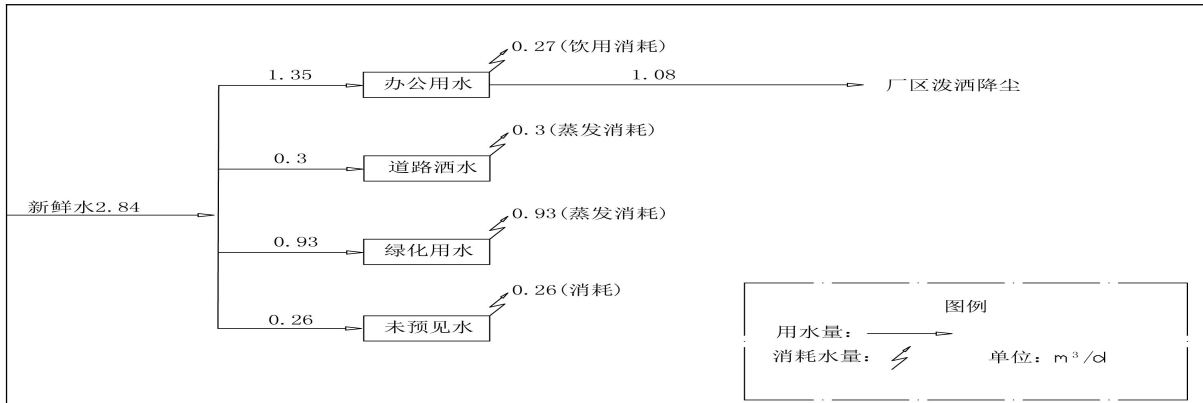 0.27(饮用消耗)
1.35
办公用水
1.08
厂区泼洒降尘
0.3(蒸发消耗)
0.3
道路洒水
新鲜水2.84
0.93(蒸发消耗)
0.93
绿化用水
0.26(消耗)
0.26
未预见水
图例
用水量：
消耗水量：
单位：m³/d